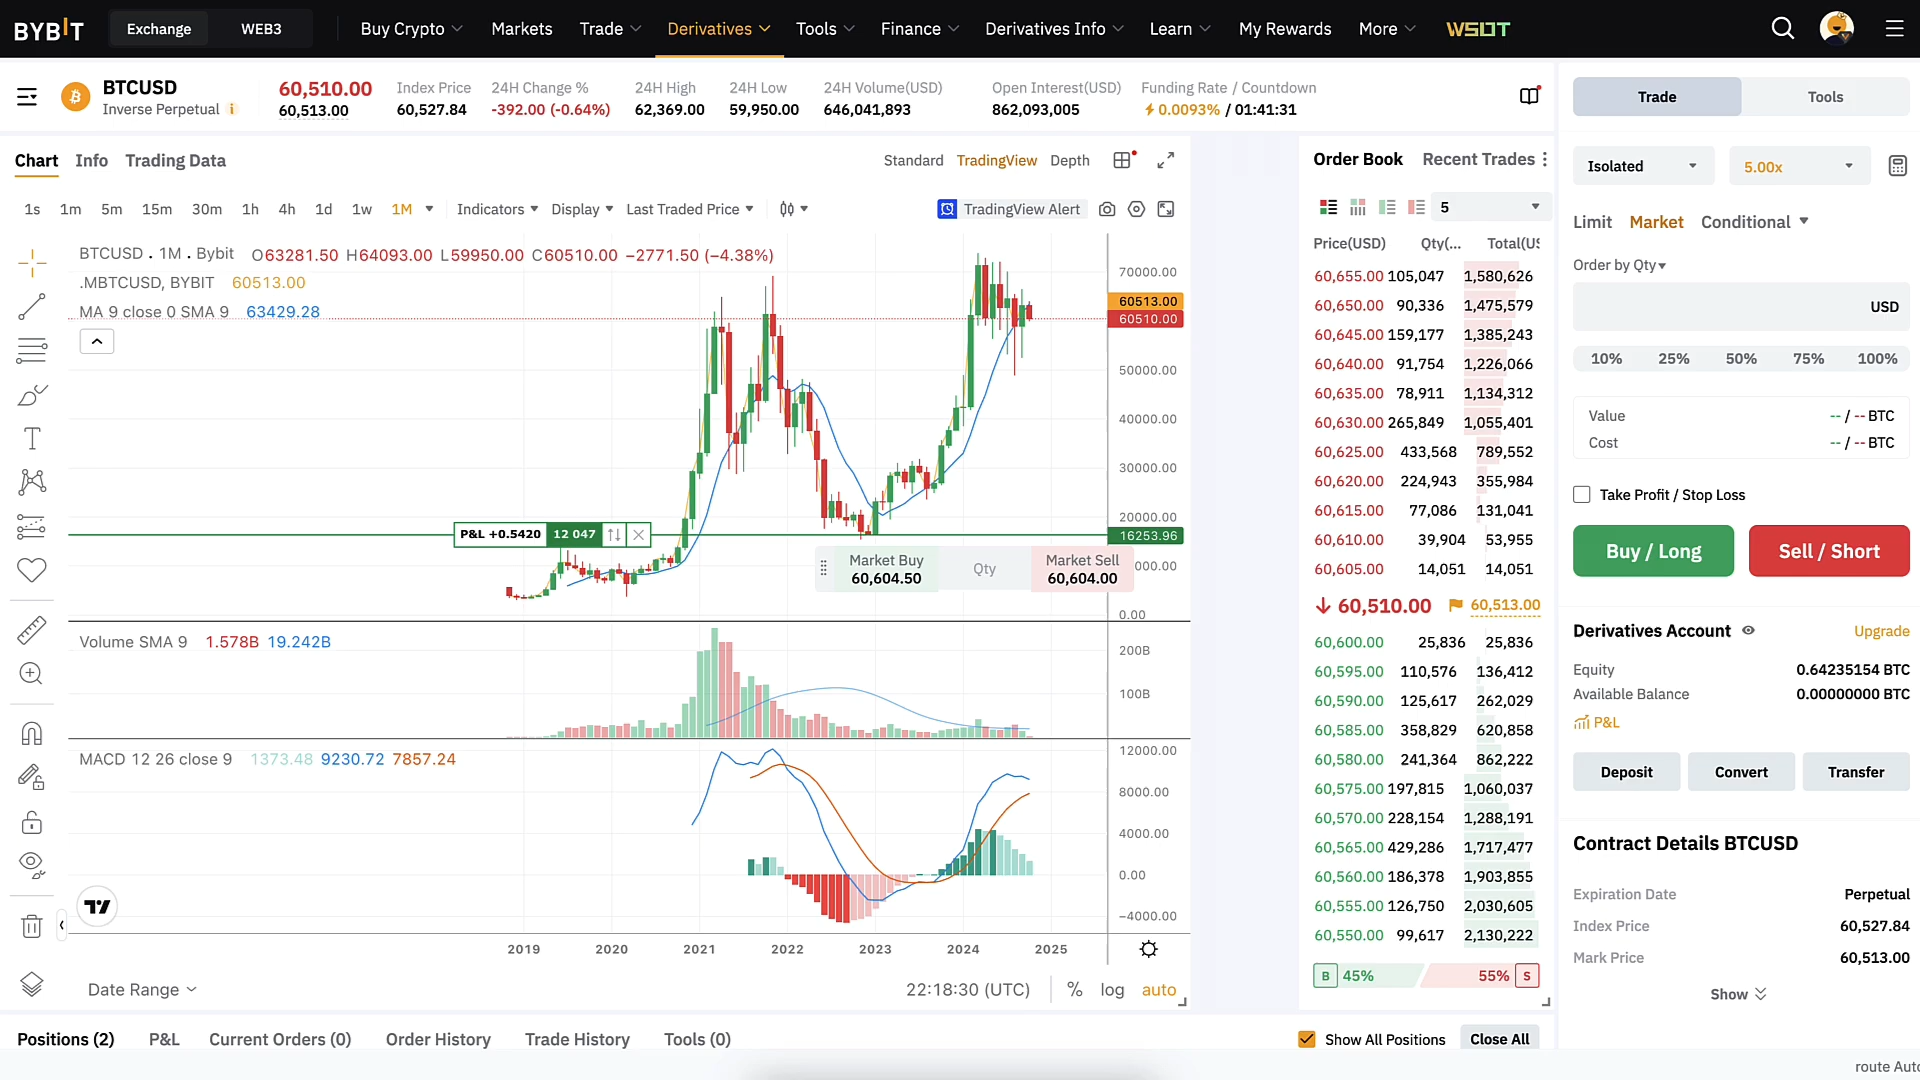 BYBIT Exchange WEB3 Buy Crypto Markets Trade Derivatives Tools Finance Derivatives Info Learn My Rewards More WSOT
BTCUSD
Inverse Perpetual
60,510.00
60,513.00
Index Price
60,527.84
24H Change %
-392.00 (-0.64%)
24H High
62,369.00
24H Low
59,950.00
24H Volume(USD)
646,041,893
Open Interest(USD)
862,093,005
Funding Rate / Countdown
0.0093% / 01:41:31
Chart Info Trading Data
Standard TradingView Depth
1s 1m 5m 15m 30m 1h 4h 1d 1w 1M Indicators Display Last Traded Price TradingView Alert
BTCUSD . 1M . Bybit O63281.50 H64093.00 L59950.00 C60510.00 −2771.50 (−4.38%)
.MBTCUSD, BYBIT 60513.00
MA 9 close 0 SMA 9 63429.28
70000.00
60513.00
60510.00
50000.00
40000.00
30000.00
20000.00
16253.96
000.00
0.00
P&L +0.5420 12 047
Market Buy
60,604.50
Qty
Market Sell
60,604.00
Volume SMA 9 1.578B 19.242B
200B
100B
MACD 12 26 close 9 1373.48 9230.72 7857.24
12000.00
8000.00
4000.00
0.00
−4000.00
2019 2020 2021 2022 2023 2024 2025
Date Range 22:18:30 (UTC) % log auto
Order Book Recent Trades
5
Price(USD) Qty(... Total(US
60,655.00 105,047 1,580,626
60,650.00 90,336 1,475,579
60,645.00 159,177 1,385,243
60,640.00 91,754 1,226,066
60,635.00 78,911 1,134,312
60,630.00 265,849 1,055,401
60,625.00 433,568 789,552
60,620.00 224,943 355,984
60,615.00 77,086 131,041
60,610.00 39,904 53,955
60,605.00 14,051 14,051
60,510.00 60,513.00
60,600.00 25,836 25,836
60,595.00 110,576 136,412
60,590.00 125,617 262,029
60,585.00 358,829 620,858
60,580.00 241,364 862,222
60,575.00 197,815 1,060,037
60,570.00 228,154 1,288,191
60,565.00 429,286 1,717,477
60,560.00 186,378 1,903,855
60,555.00 126,750 2,030,605
60,550.00 99,617 2,130,222
B 45% 55% S
Trade Tools
Isolated 5.00x
Limit Market Conditional
Order by Qty
USD
10% 25% 50% 75% 100%
Value -- / -- BTC
Cost -- / -- BTC
Take Profit / Stop Loss
Buy / Long Sell / Short
Derivatives Account Upgrade
Equity 0.64235154 BTC
Available Balance 0.00000000 BTC
P&L
Deposit Convert Transfer
Contract Details BTCUSD
Expiration Date Perpetual
Index Price 60,527.84
Mark Price 60,513.00
Show
Positions (2) P&L Current Orders (0) Order History Trade History Tools (0) Show All Positions Close All
route Auto